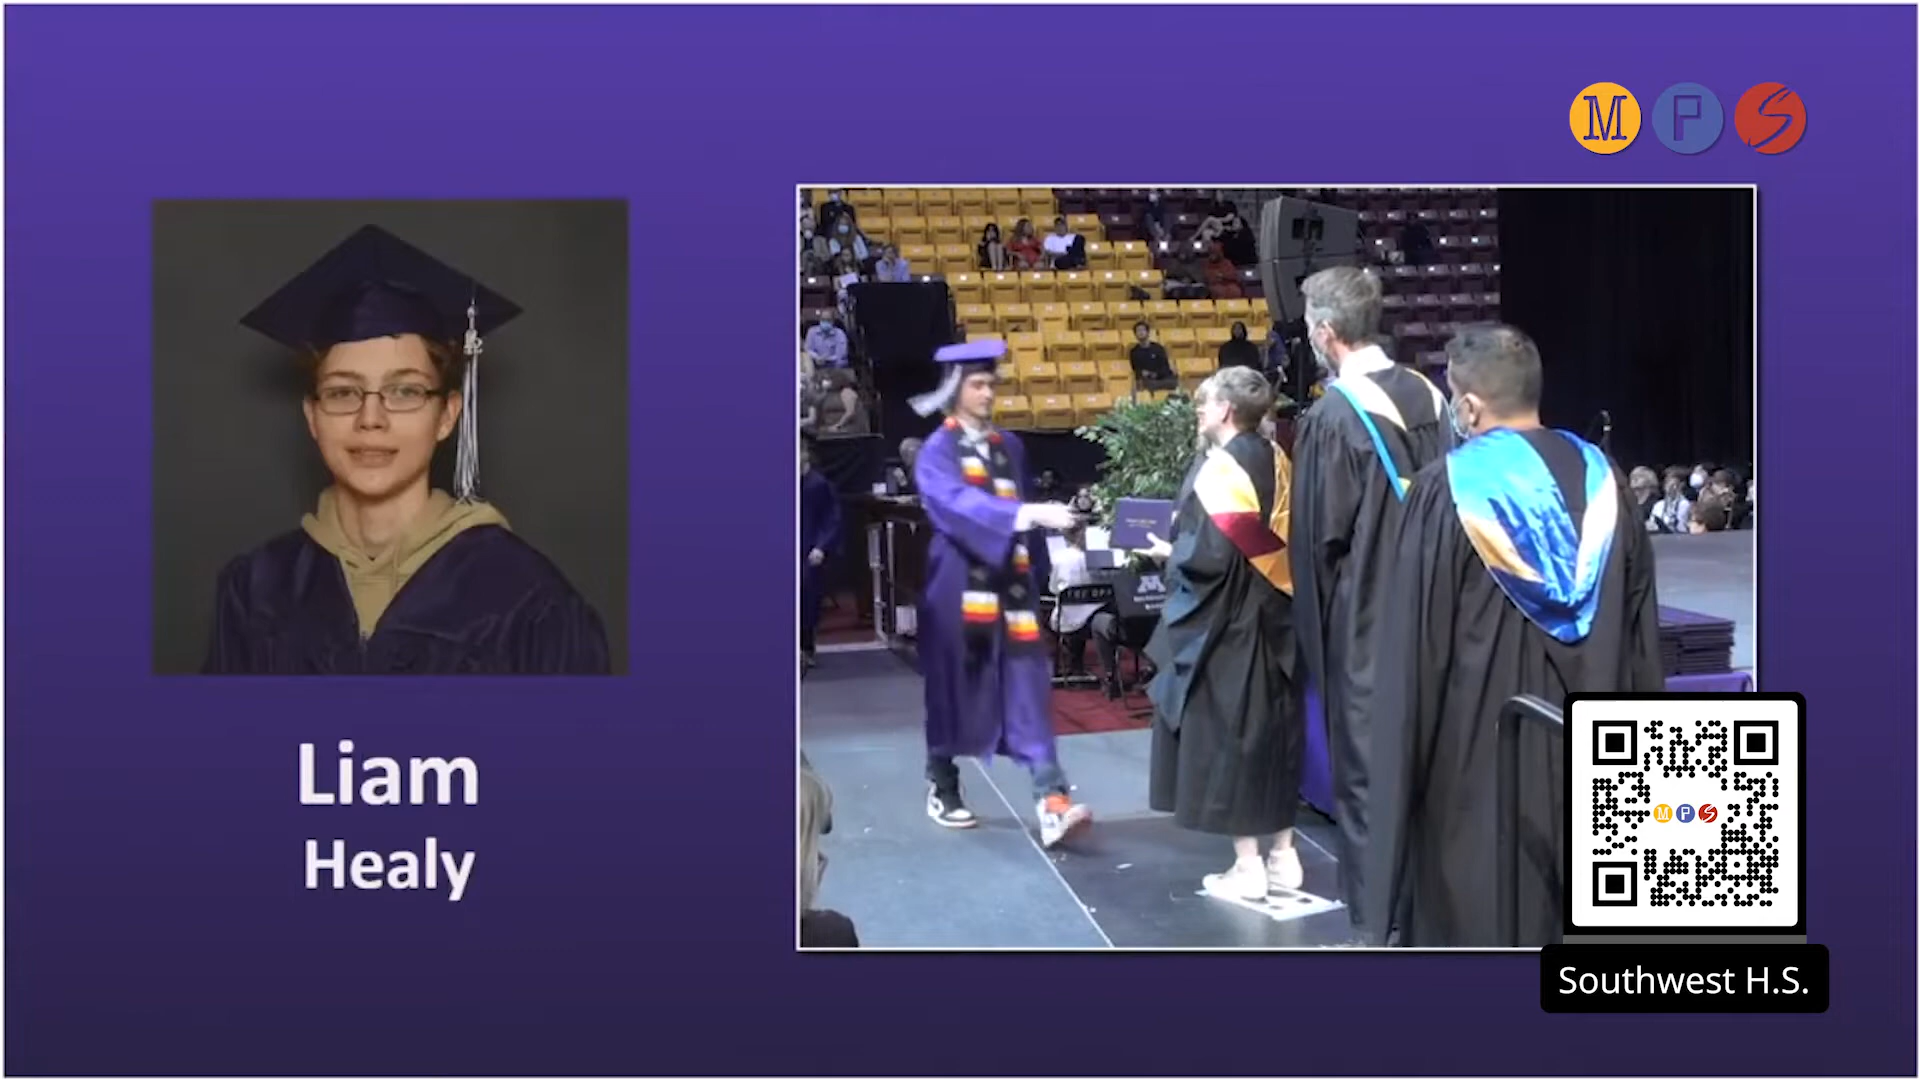 M P S
Liam
Healy
M P S
Southwest H.S.